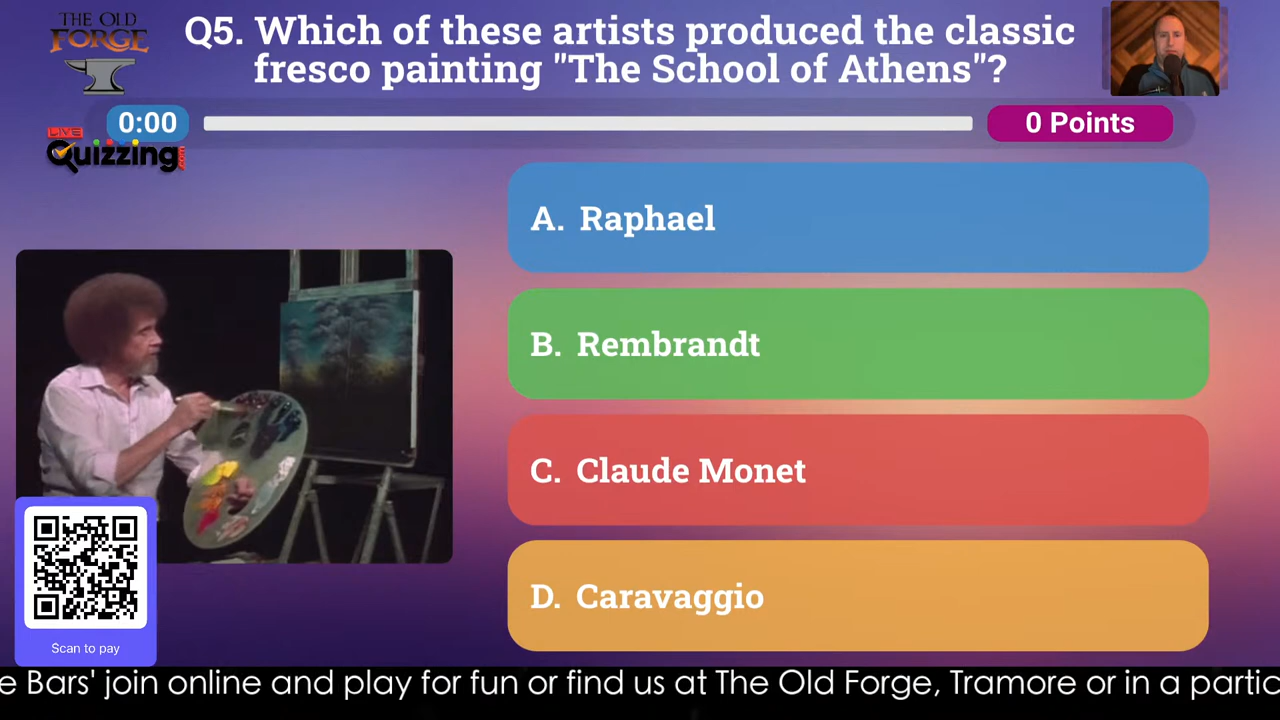 THE OLD
FORGE
Q5. Which of these artists produced the classic
fresco painting "The School of Athens"?
0:00
0 Points
LIVE
Quizzing.com
A. Raphael
B. Rembrandt
C. Claude Monet
D. Caravaggio
Scan to pay
e Bars' join online and play for fun or find us at The Old Forge, Tramore or in a partic